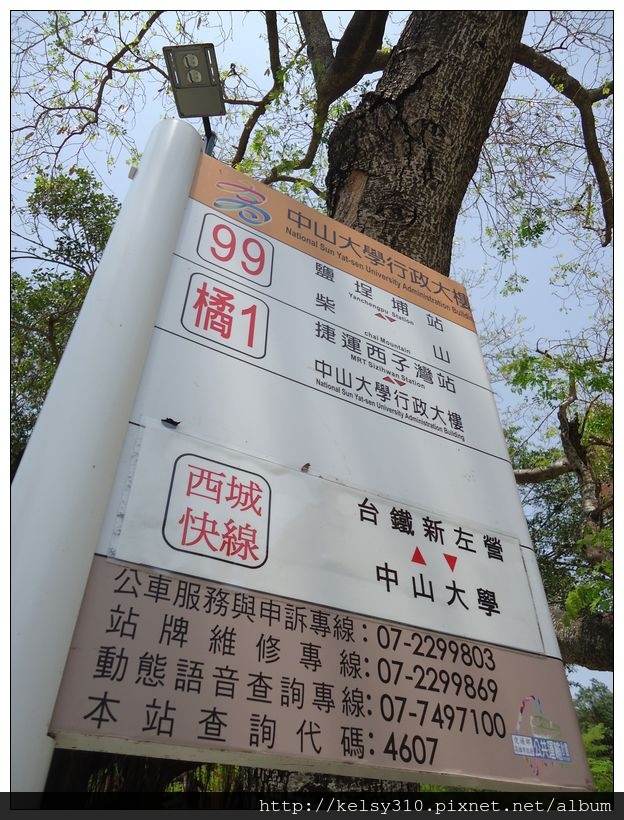 中山大學行政大樓
National Sun Yat-sen University Administration Building
99
鹽埕埔站
Yanchengpu Station
柴山
chai Mountain
橘1
捷運西子灣站
MRT Sizihwan Station
中山大學行政大樓
National Sun Yat-sen University Administration Building
西城
快線
台鐵新左營
中山大學
公車服務與申訴專線：07-2299803
站牌維修專線：07-2299869
動態語音查詢專線：07-7497100
本站查詢代碼：4607
http://kelsy310.pixnet.net/album